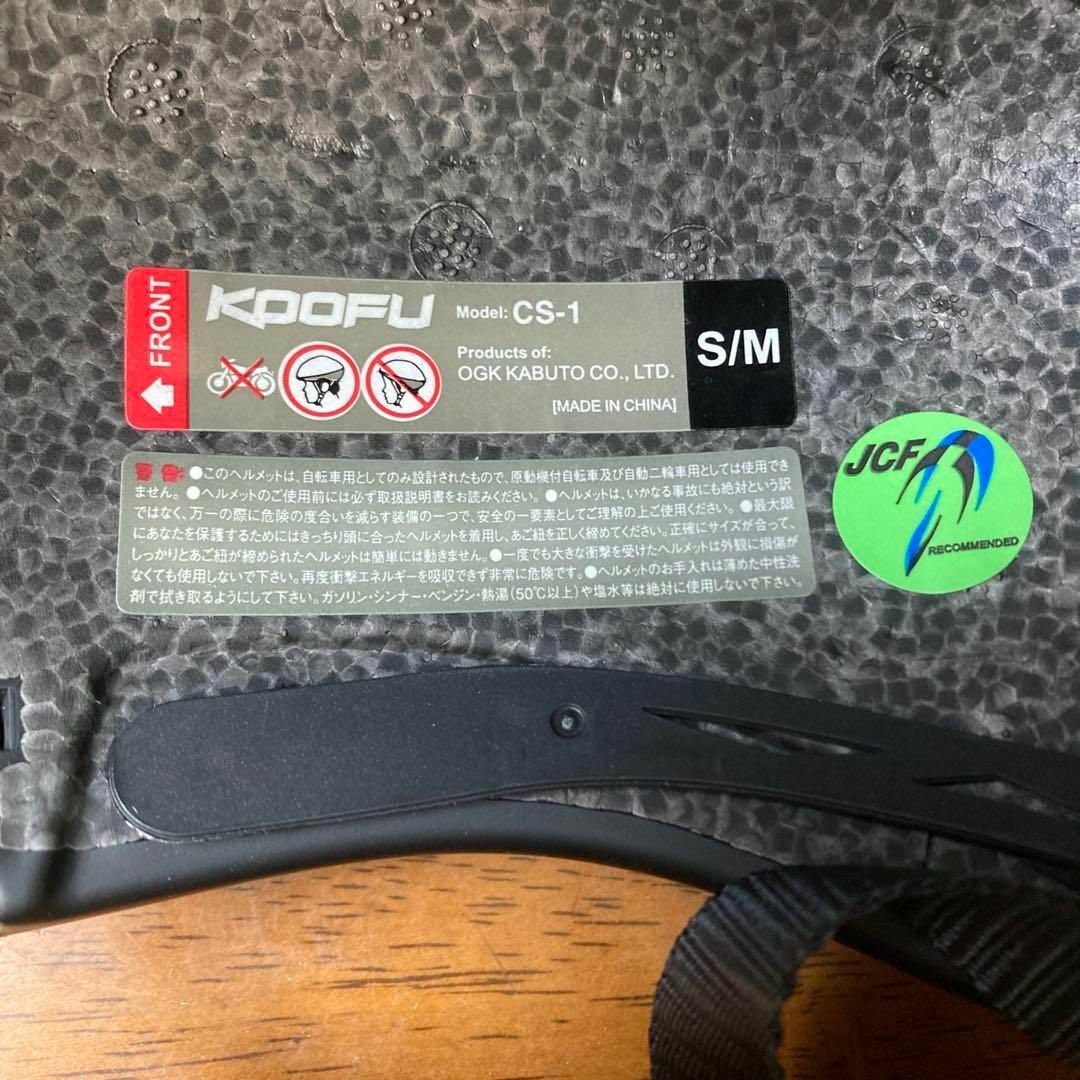 FRONT
KOOFU
Model: CS-1
Products of:
OGK KABUTO CO., LTD.
[MADE IN CHINA]
S/M
警告 ●このヘルメットは、自転車用としてのみ設計されたもので、原動機付自転車及び自動二輪車用としては使用でき
ません。●ヘルメットのご使用前には必ず取扱説明書をお読みください。●ヘルメットは、いかなる事故にも絶対という訳
ではなく、万一の際に危険の度合いを減らす装備の一つで、安全の一要素としてご理解の上ご使用ください。●最大限
にあなたを保護するためにはきっちり頭に合ったヘルメットを着用し、あご紐を正しく締めてください。正確にサイズが合って、
しっかりとあご紐が締められたヘルメットは簡単には動きません。●一度でも大きな衝撃を受けたヘルメットは外観に損傷が
なくても使用しないで下さい。再度衝撃エネルギーを吸収できず非常に危険です。●ヘルメットのお手入れは薄めた中性洗
剤で拭き取るようにして下さい。ガソリン・シンナー・ベンジン・熱湯(50℃以上)や塩水等は絶対に使用しないで下さい。
JCF
RECOMMENDED